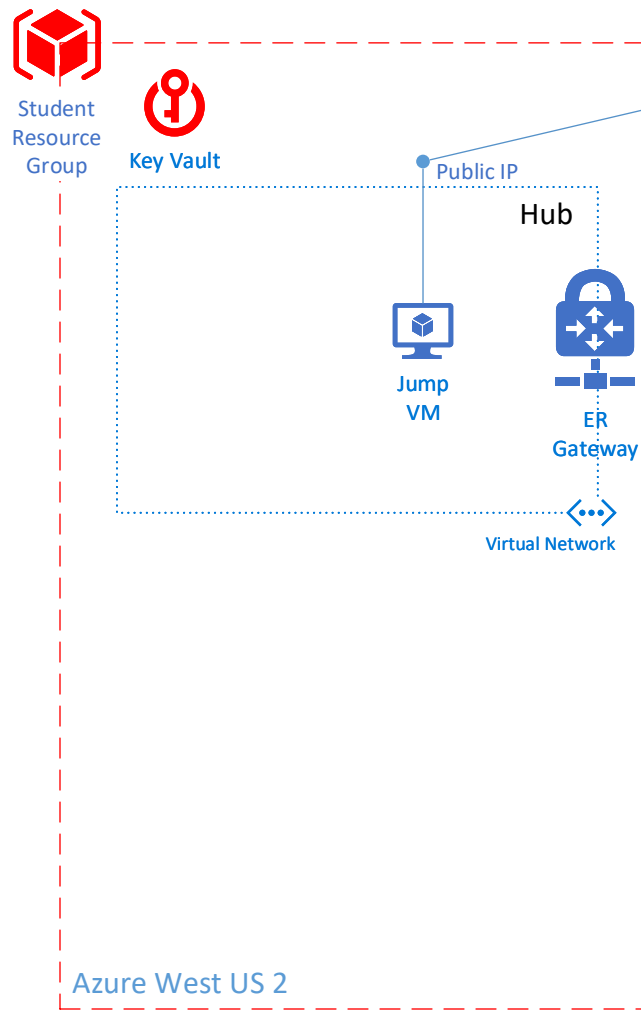 Student
Resource
Group
Key Vault
Public IP
Hub
Jump
VM
ER
Gateway
Virtual Network
Azure West US 2